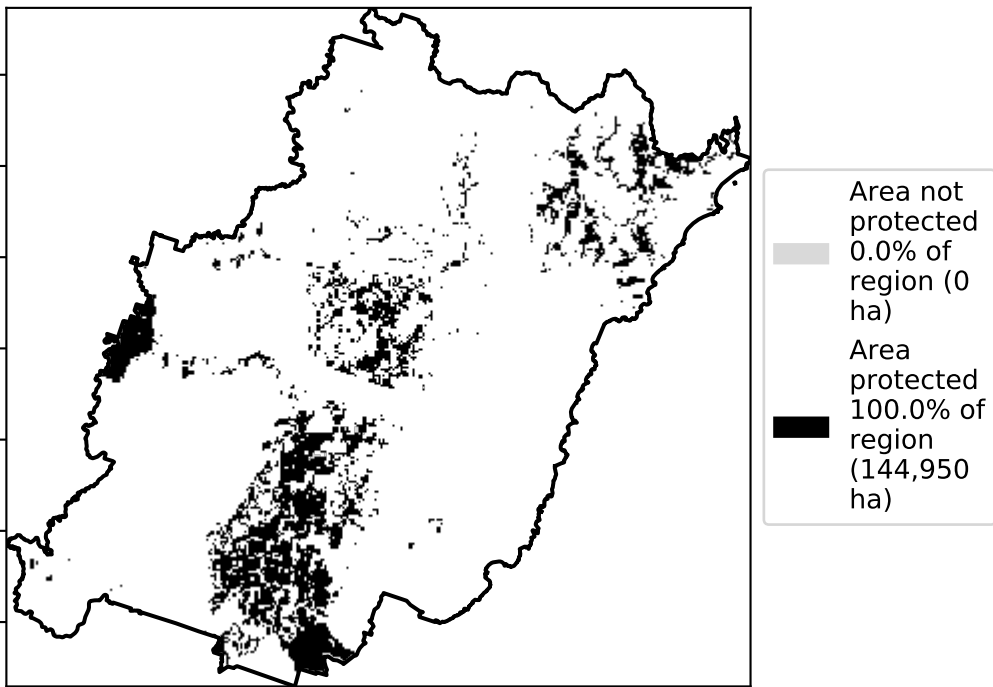 Area not
protected
0.0% of
region (0
ha)
Area
protected
100.0% of
region
(144,950
ha)